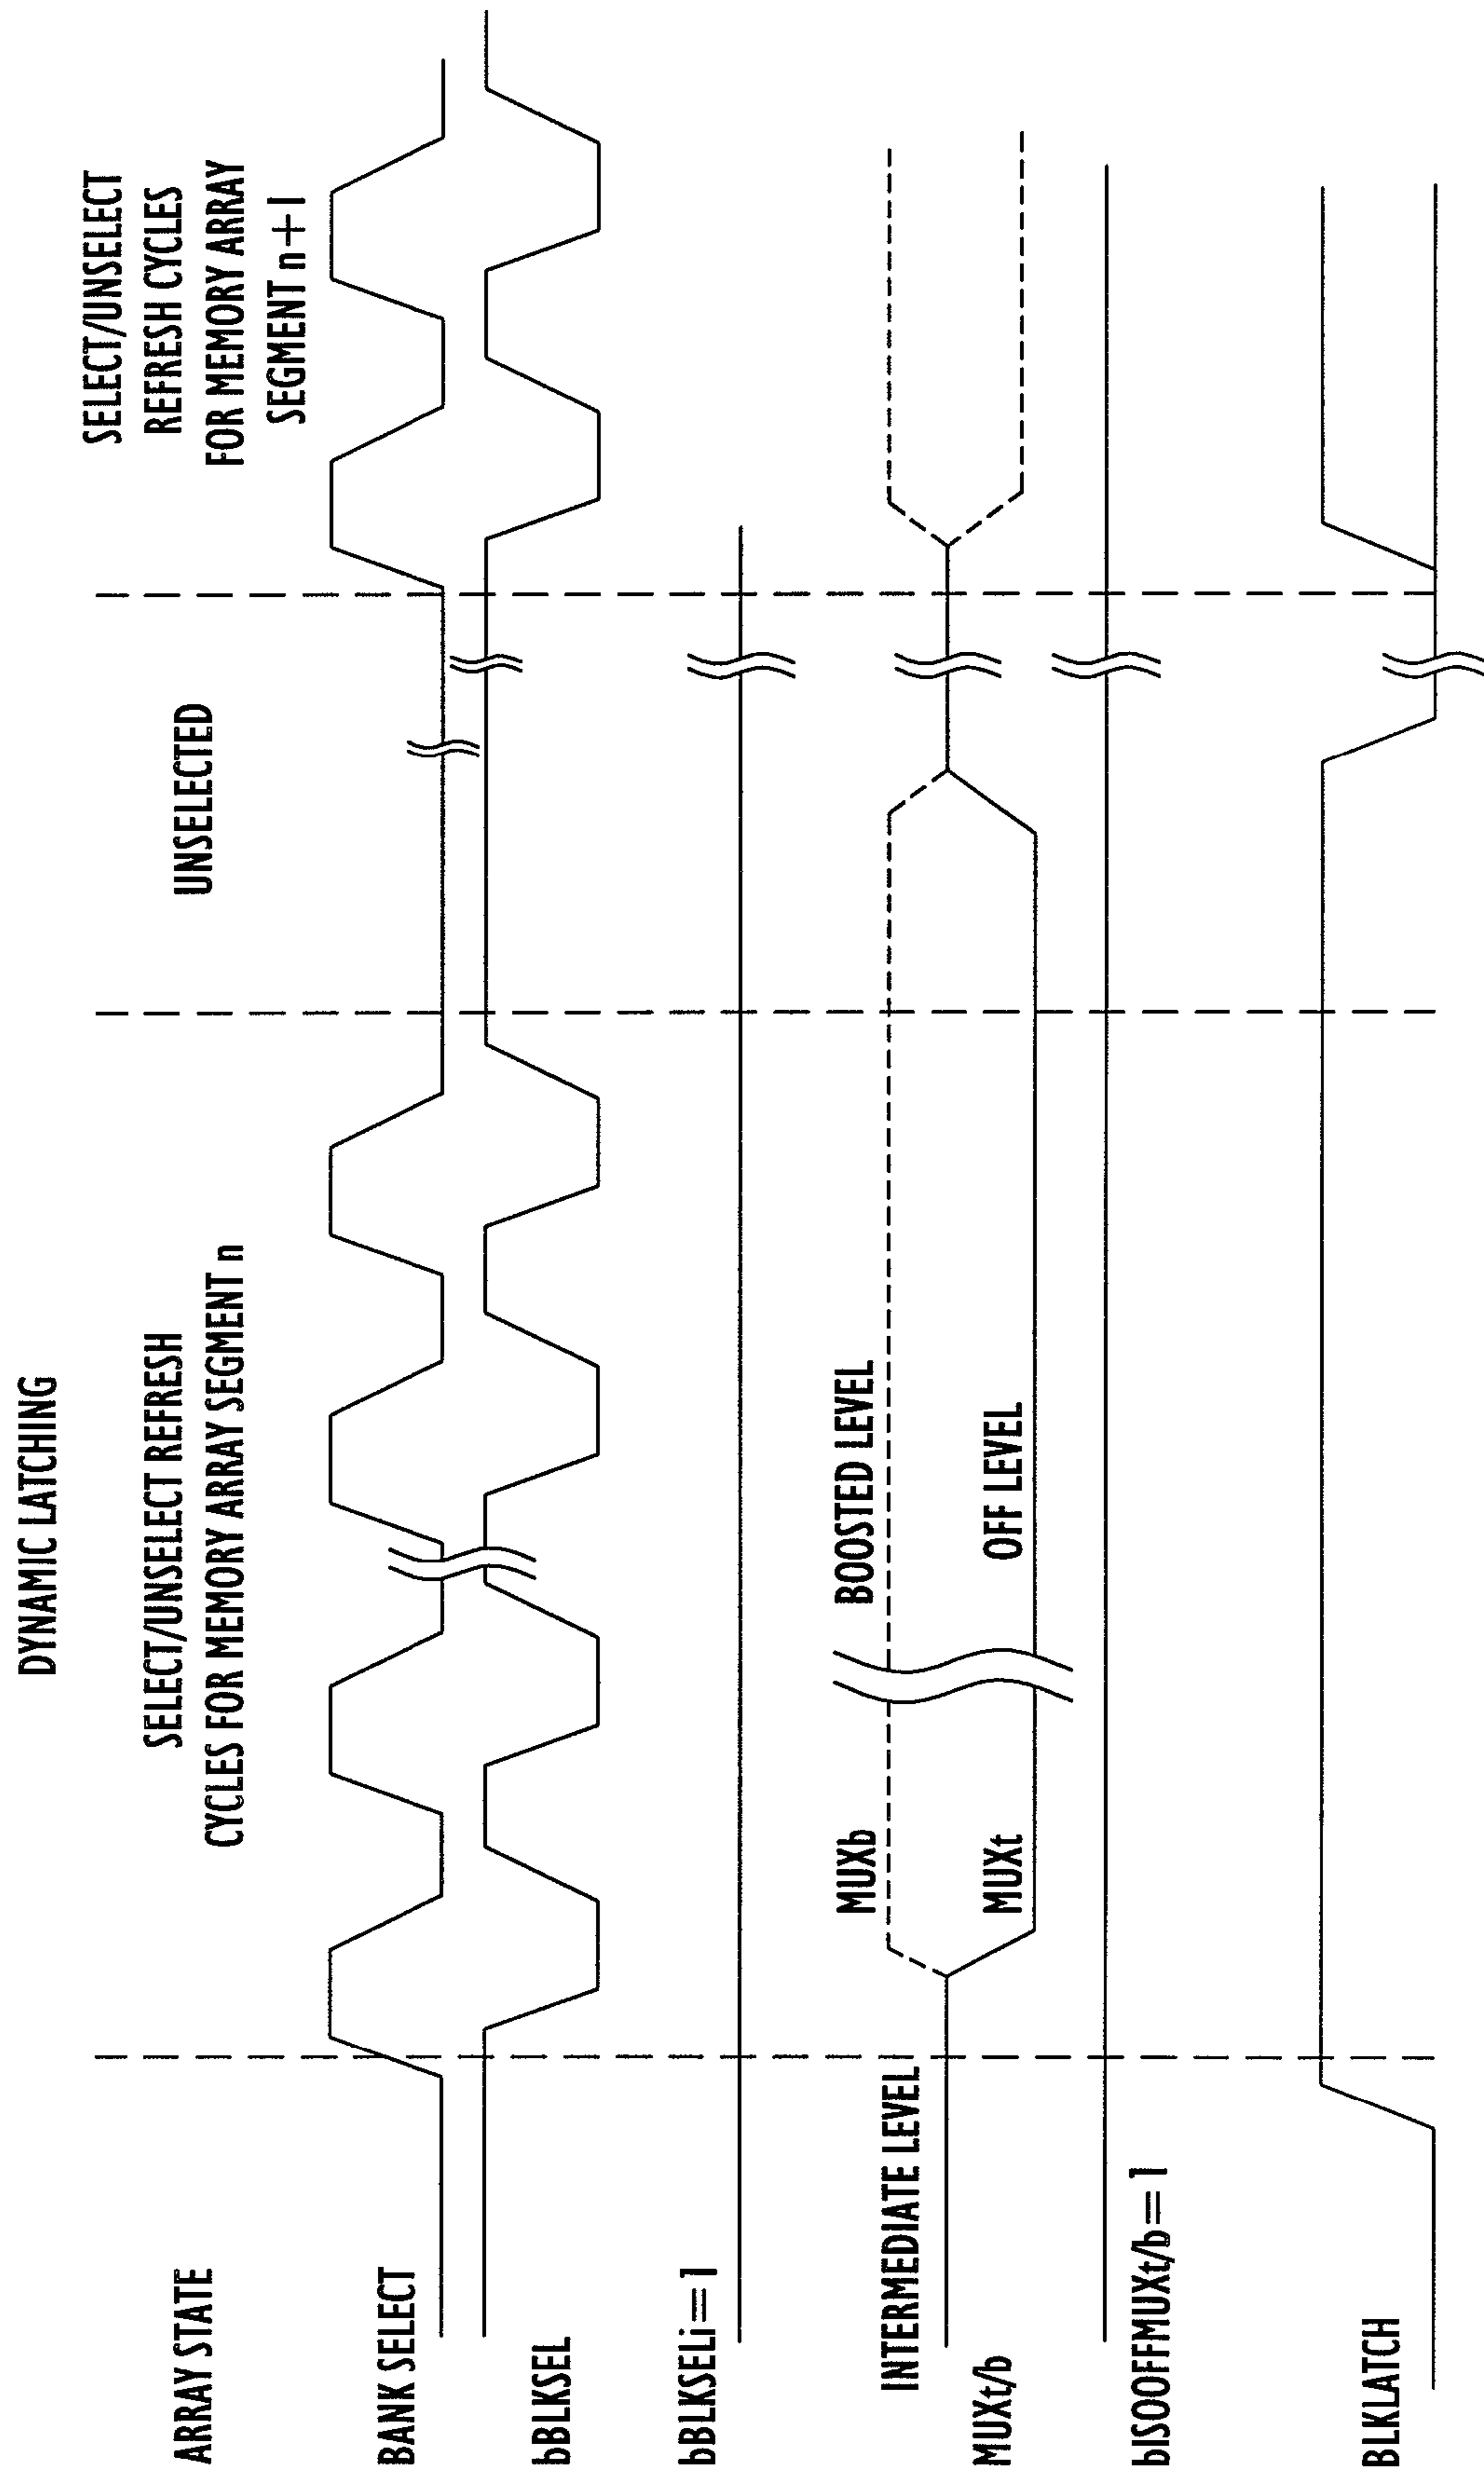 DYNAMIC LATCHING
ARRAY STATE
SELECT/UNSELECT REFRESH
CYCLES FOR MEMORY ARRAY SEGMENT n
UNSELECTED
SELECT/UNSELECT
REFRESH CYCLES
FOR MEMORY ARRAY
SEGMENT n+1
BANK SELECT
bBLKSEL
bBLKSELi=1
INTERMEDIATE LEVEL
MUXb
BOOSTED LEVEL
MUXt/b
MUXt
OFF LEVEL
bISOOFFMUXt/b=1
BLKLATCH